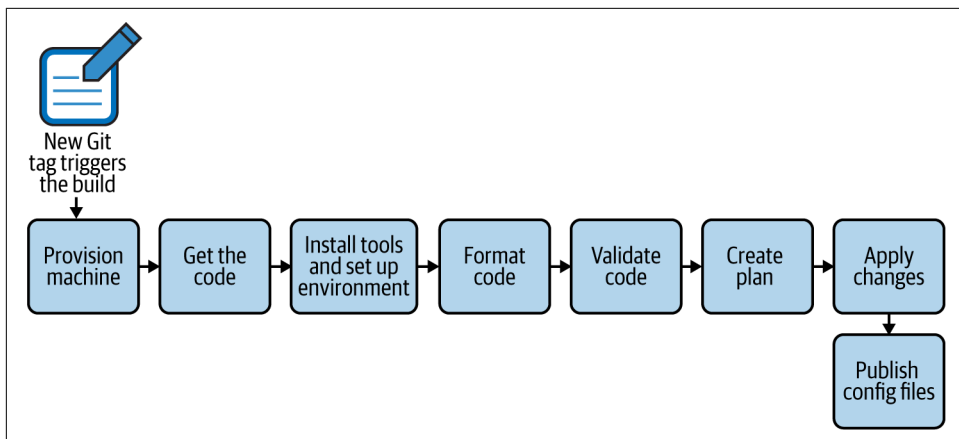 New Git
tag triggers
the build
Provision
machine
Get the
code
Install tools
and set up
environment
Format
code
Validate
code
Create
plan
Apply
changes
Publish
config files